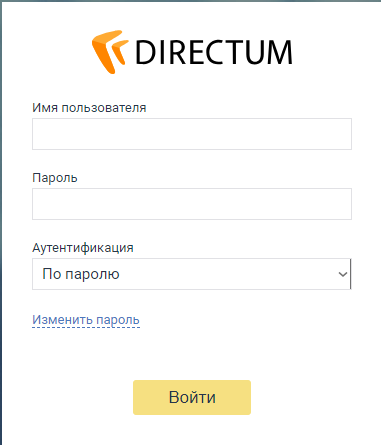 DIRECTUM
Имя пользователя
Пароль
Аутентификация
По паролю
Изменить пароль
Войти